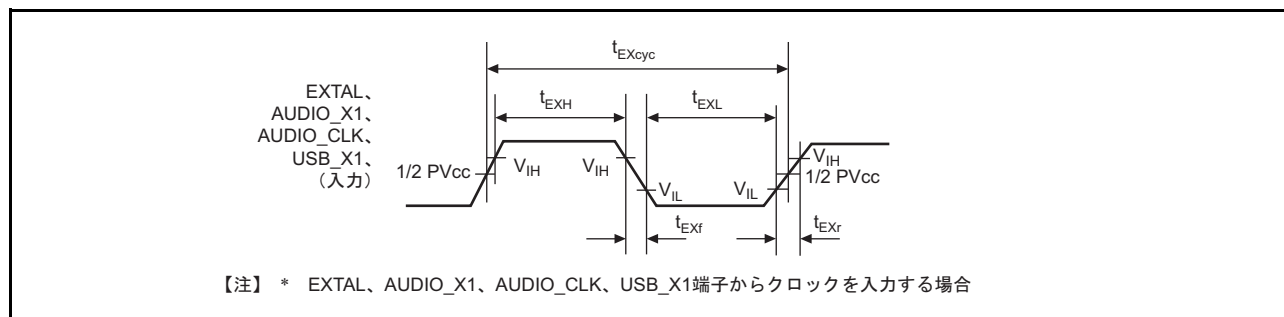 tEXcyc
EXTAL、
AUDIO_X1、
AUDIO_CLK、
USB_X1、
（入力）
tEXH
tEXL
1/2 PVcc
VIH
VIH
VIL
VIL
VIH
1/2 PVcc
tEXf
tEXr
【注】 * EXTAL、AUDIO_X1、AUDIO_CLK、USB_X1端子からクロックを入力する場合